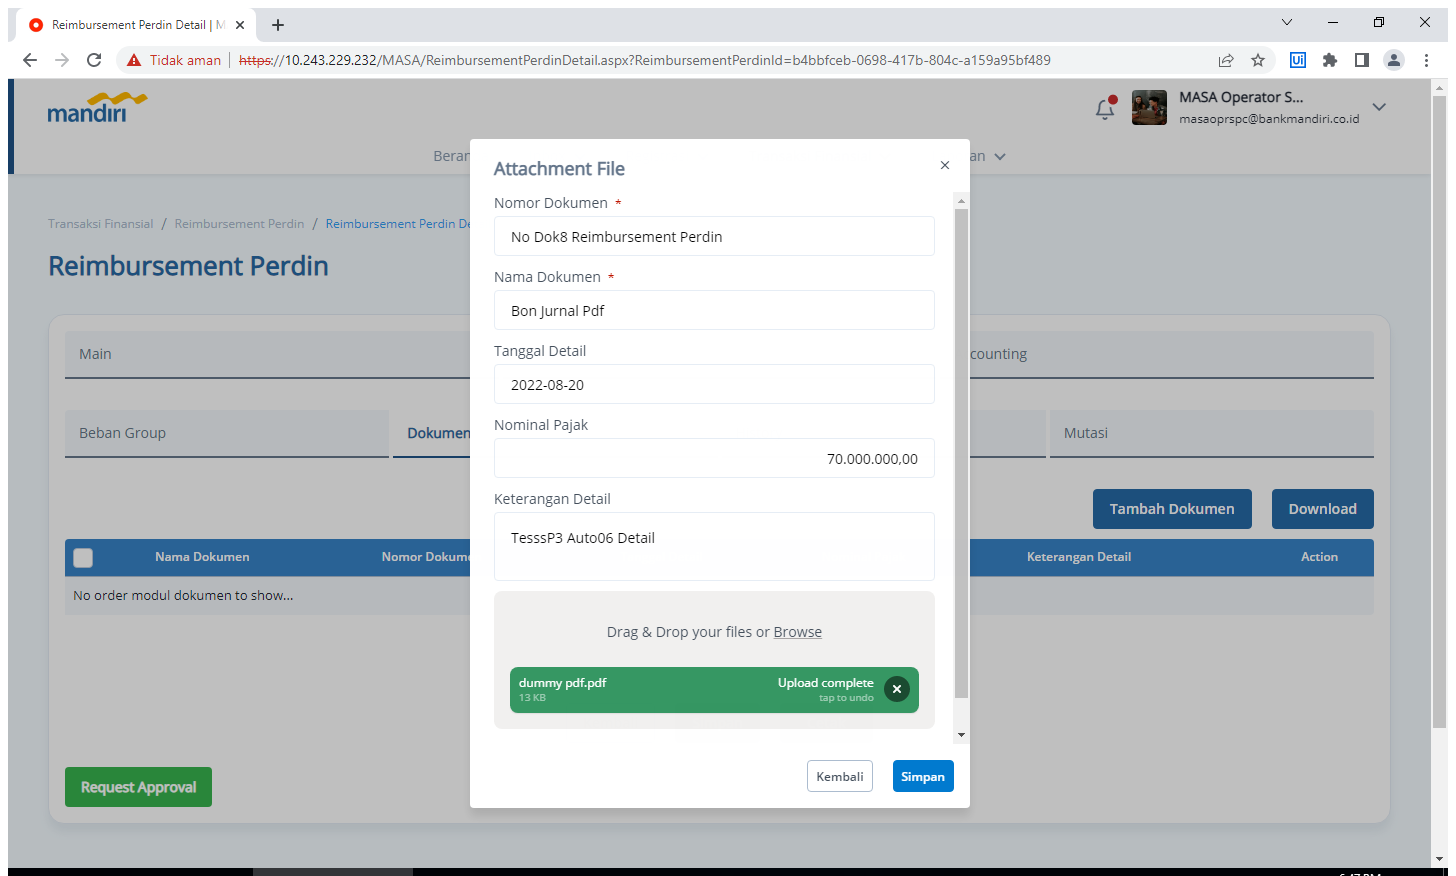 Reimbursement Perdin Detail | M
Tidak aman
https://10.243.229.232/MASA/ReimbursementPerdinDetail.aspx?ReimbursementPerdinId=b4bbfceb-0698-417b-804c-a159a95bf489
Ui
mandiri
MASA Operator S...
masaoprspc@bankmandiri.co.id
Beran
an
Attachment File
Transaksi Finansial / Reimbursement Perdin / Reimbursement Perdin De
Reimbursement Perdin
Nomor Dokumen *
No Dok8 Reimbursement Perdin
Nama Dokumen *
Bon Jurnal Pdf
Tanggal Detail
2022-08-20
Nominal Pajak
70.000.000,00
Keterangan Detail
TesssP3 Auto06 Detail
Drag & Drop your files or Browse
dummy pdf.pdf
13 KB
Upload complete
tap to undo
Kembali
Simpan
Main
counting
Beban Group
Dokumen
Mutasi
Tambah Dokumen
Download
Nama Dokumen
Nomor Dokume
Keterangan Detail
Action
No order modul dokumen to show...
Request Approval